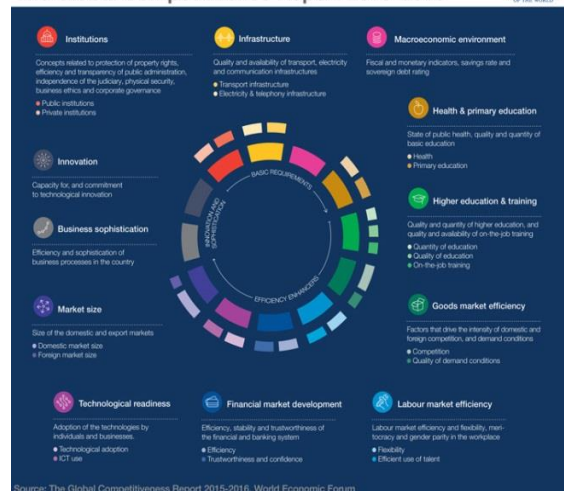 OF THE WORLD
Institutions
Concepts related to protection of property rights,
efficiency and transparency of public administration,
independence of the judiciary, physical security,
business ethics and corporate governance
Public institutions
Private institutions
Infrastructure
Quality and availability of transport, electricity
and communication infrastructures
Transport infrastructure
Electricity & telephony infrastructure
Macroeconomic environment
Fiscal and monetary indicators, savings rate and
sovereign debt rating
Health & primary education
State of public health, quality and quantity of
basic education
Health
Primary education
Innovation
Capacity for, and commitment
to technological innovation
Higher education & training
Quality and quantity of higher education, and
quality and availability of on-the-job training
Quantity of education
Quality of education
On-the-job training
Business sophistication
Efficiency and sophistication of
business processes in the country
BASIC REQUIREMENTS
INNOVATION AND
SOPHISTICATION
EFFICIENCY ENHANCERS
Market size
Size of the domestic and export markets
Domestic market size
Foreign market size
Goods market efficiency
Factors that drive the intensity of domestic and
foreign competition, and demand conditions
Competition
Quality of demand conditions
Technological readiness
Adoption of the technologies by
individuals and businesses.
Technological adoption
ICT use
Financial market development
Efficiency, stability and trustworthiness of
the financial and banking system
Efficiency
Trustworthiness and confidence
Labour market efficiency
Labour market efficiency and flexibility, meri-
tocracy and gender parity in the workplace
Flexibility
Efficient use of talent
Source: The Global Competitiveness Report 2015-2016, World Economic Forum